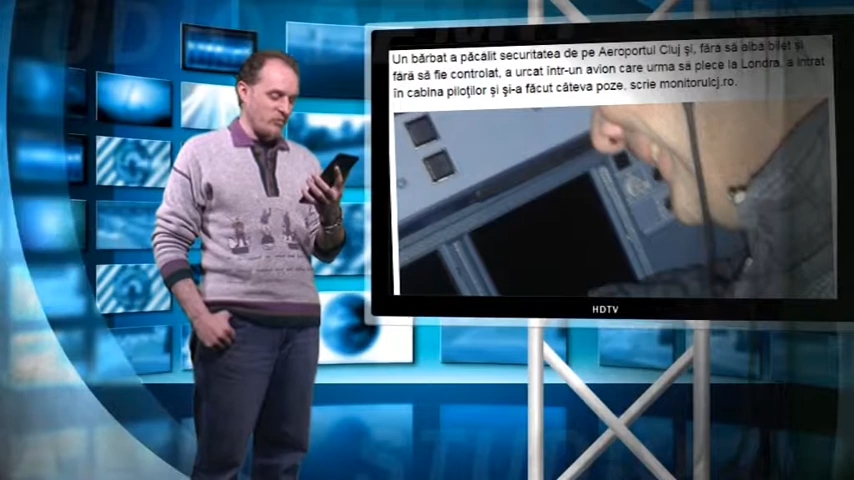 Un bărbat a păcălit securitatea de pe Aeroportul Cluj și, fără să aiba bilet și
fără să fie controlat, a urcat într-un avion care urma să plece la Londra, a intrat
în cabina piloților și și-a făcut câteva poze, scrie monitorulcj.ro.
HDTV